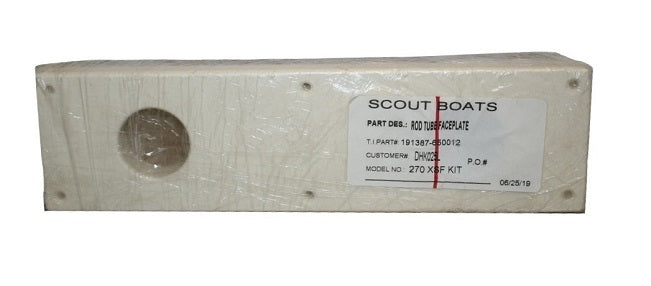 SCOUT BOATS
PART DES.: ROD TUBE FACEPLATE
T.I PART# 191387-650012
CUSTOMER#: DHK025L
P.O.#
MODEL NO: 270 XSF KIT
06/25/19